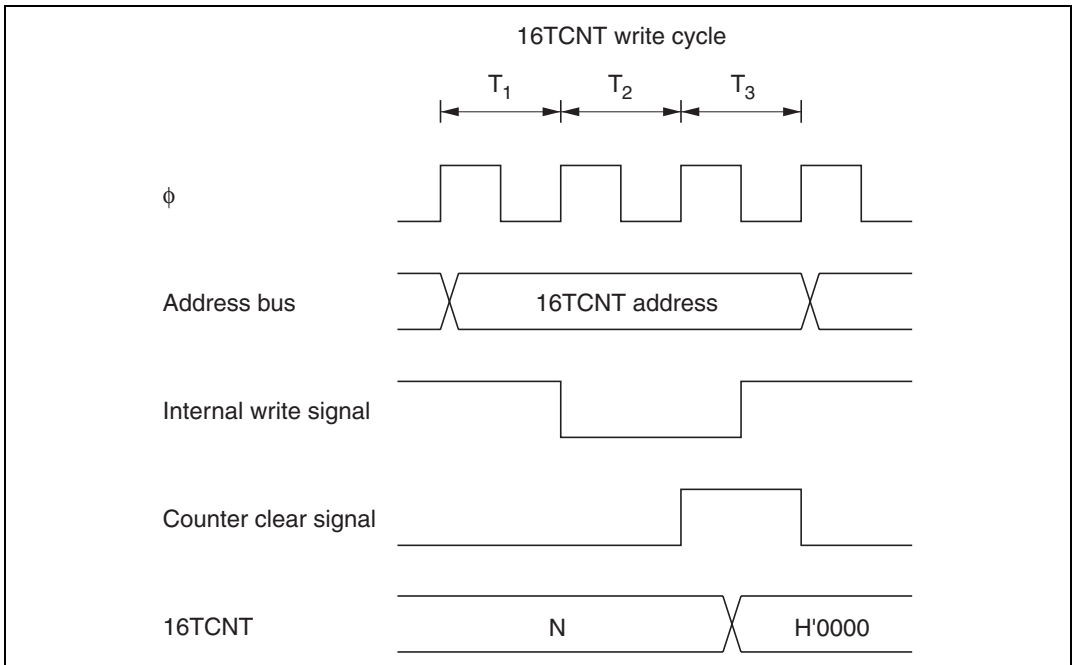 16TCNT write cycle
T1 T2 T3
φ
Address bus
16TCNT address
Internal write signal
Counter clear signal
16TCNT
N
H'0000